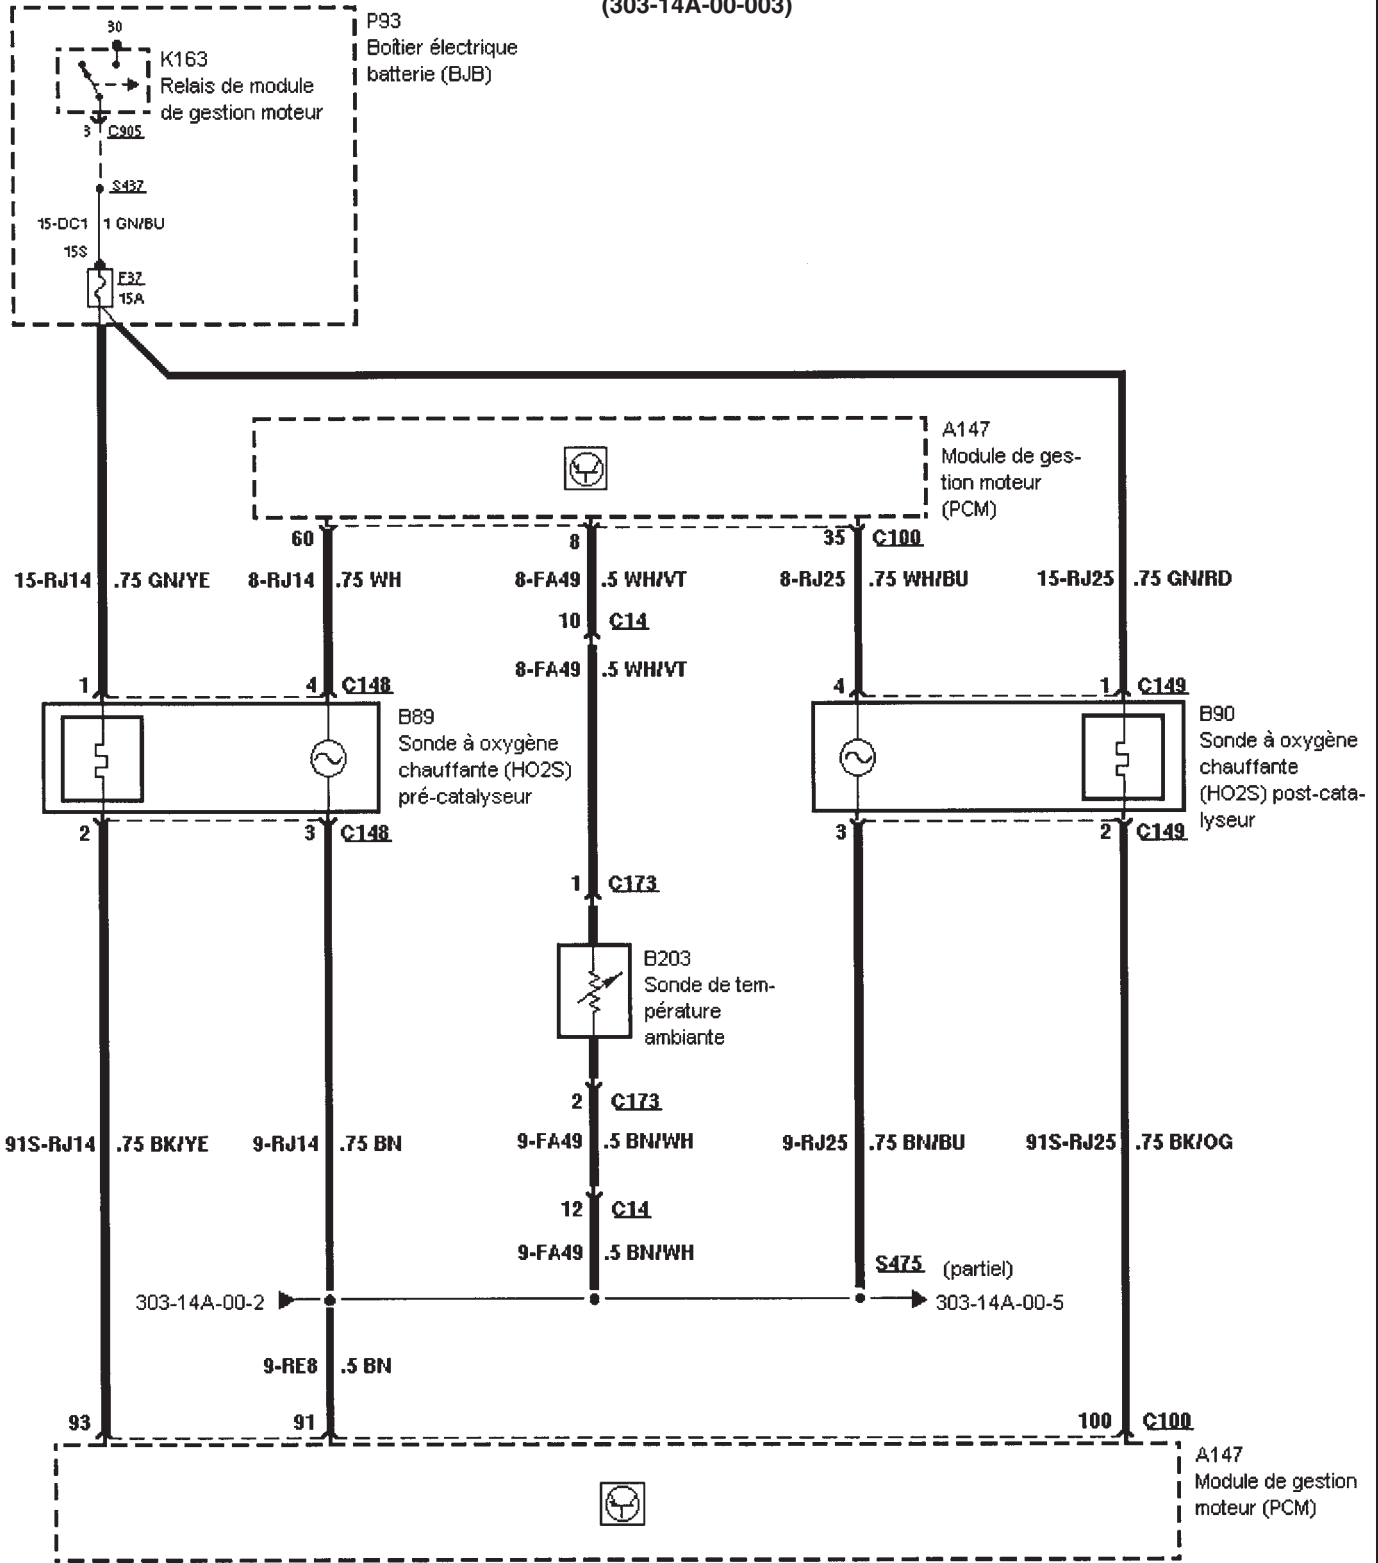 (303-14A-00-003)
P93
Boîtier électrique
batterie (BJB)
30
K163
Relais de module
de gestion moteur
3 C905
S437
15-DC1 1 GN/BU
15S
F37
15A
A147
Module de ges-
tion moteur
(PCM)
60 8 35 C100
15-RJ14 .75 GN/YE 8-RJ14 .75 WH 8-FA49 .5 WH/VT 8-RJ25 .75 WH/BU 15-RJ25 .75 GN/RD
10 C14
8-FA49 .5 WH/VT
1 4 C148 4 1 C149
B89
Sonde à oxygène
chauffante (HO2S)
pré-catalyseur
B90
Sonde à oxygène
chauffante
(HO2S) post-cata-
lyseur
2 3 C148 3 2 C149
1 C173
B203
Sonde de tem-
pérature
ambiante
2 C173
91S-RJ14 .75 BK/YE 9-RJ14 .75 BN 9-FA49 .5 BN/WH 9-RJ25 .75 BN/BU 91S-RJ25 .75 BK/OG
12 C14
9-FA49 .5 BN/WH
S475 (partiel)
303-14A-00-2 303-14A-00-5
9-RE8 .5 BN
93 91 100 C100
A147
Module de gestion
moteur (PCM)